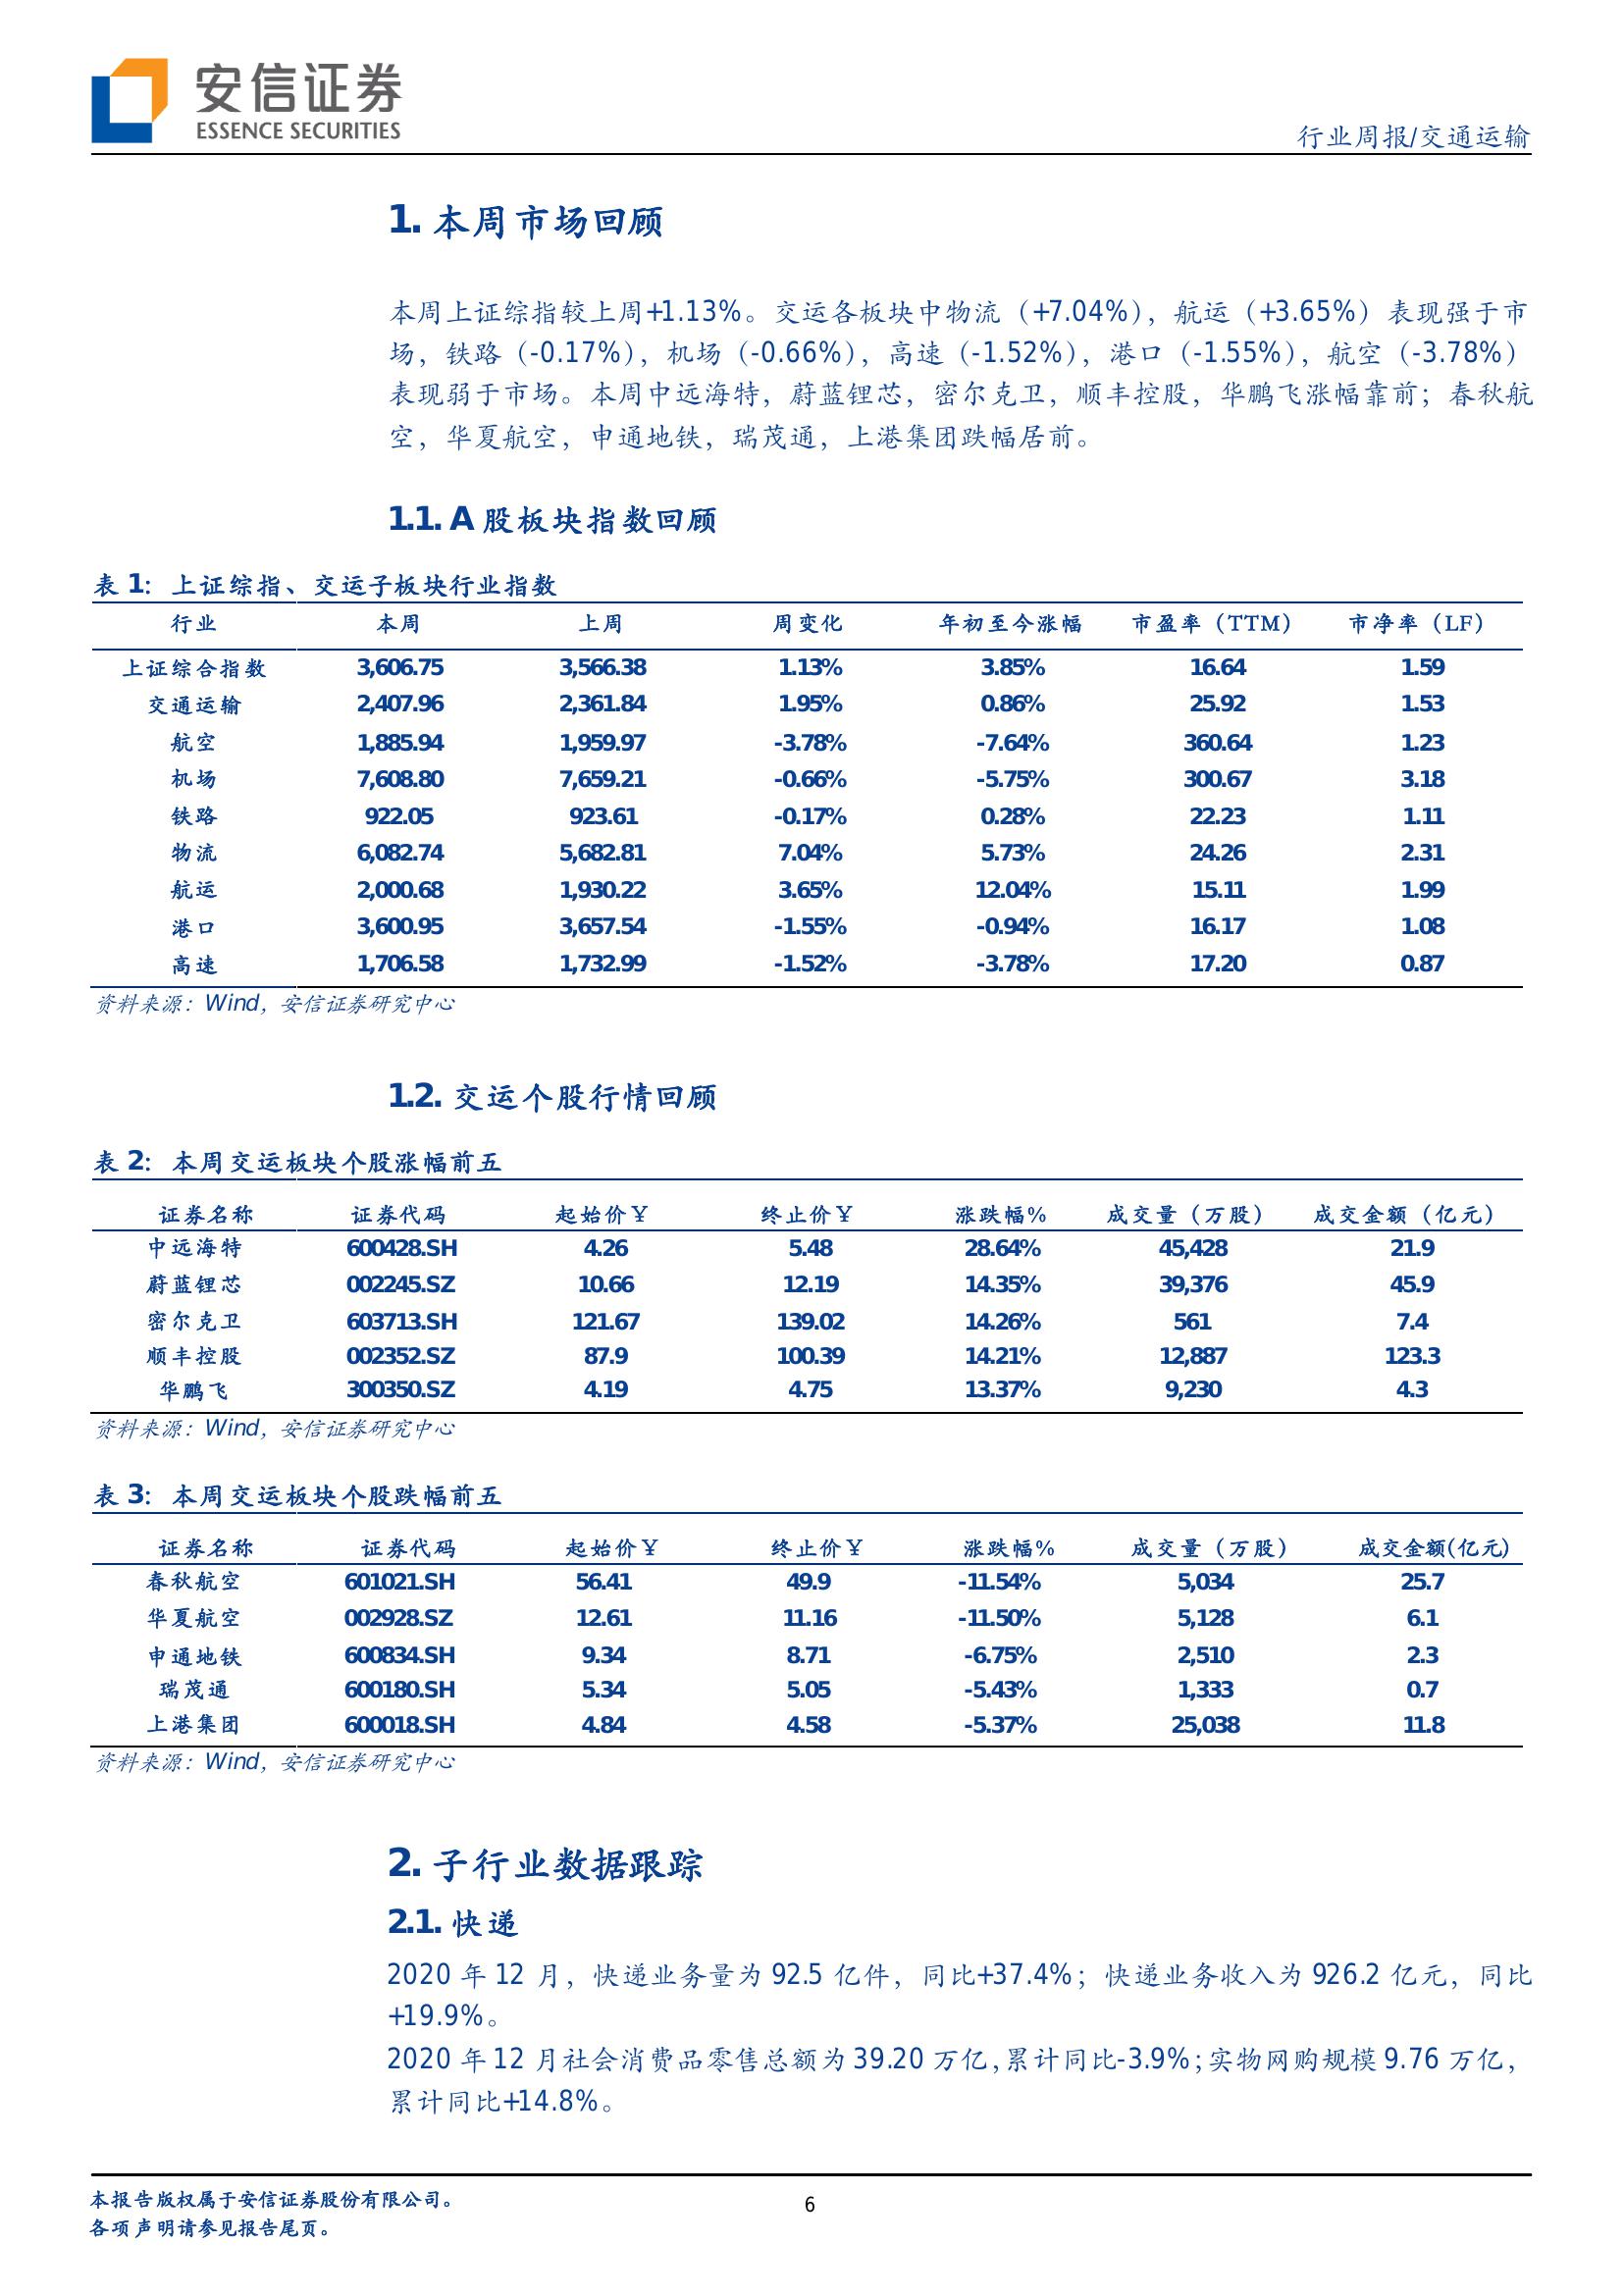 安信证券
ESSENCE SECURITIES
行业周报/交通运输
1. 本周市场回顾
本周上证综指较上周+1.13%。交运各板块中物流（+7.04%），航运（+3.65%）表现强于市
场，铁路（-0.17%），机场（-0.66%），高速（-1.52%），港口（-1.55%），航空（-3.78%）
表现弱于市场。本周中远海特，蔚蓝锂芯，密尔克卫，顺丰控股，华鹏飞涨幅靠前；春秋航
空，华夏航空，申通地铁，瑞茂通，上港集团跌幅居前。
1.1. A 股板块指数回顾
表 1：上证综指、交运子板块行业指数
行业 本周 上周 周变化 年初至今涨幅 市盈率（TTM） 市净率（LF）
上证综合指数 3,606.75 3,566.38 1.13% 3.85% 16.64 1.59
交通运输 2,407.96 2,361.84 1.95% 0.86% 25.92 1.53
航空 1,885.94 1,959.97 -3.78% -7.64% 360.64 1.23
机场 7,608.80 7,659.21 -0.66% -5.75% 300.67 3.18
铁路 922.05 923.61 -0.17% 0.28% 22.23 1.11
物流 6,082.74 5,682.81 7.04% 5.73% 24.26 2.31
航运 2,000.68 1,930.22 3.65% 12.04% 15.11 1.99
港口 3,600.95 3,657.54 -1.55% -0.94% 16.17 1.08
高速 1,706.58 1,732.99 -1.52% -3.78% 17.20 0.87
资料来源：Wind，安信证券研究中心
1.2. 交运个股行情回顾
表 2：本周交运板块个股涨幅前五
证券名称 证券代码 起始价￥ 终止价￥ 涨跌幅% 成交量（万股） 成交金额（亿元）
中远海特 600428.SH 4.26 5.48 28.64% 45,428 21.9
蔚蓝锂芯 002245.SZ 10.66 12.19 14.35% 39,376 45.9
密尔克卫 603713.SH 121.67 139.02 14.26% 561 7.4
顺丰控股 002352.SZ 87.9 100.39 14.21% 12,887 123.3
华鹏飞 300350.SZ 4.19 4.75 13.37% 9,230 4.3
资料来源：Wind，安信证券研究中心
表 3：本周交运板块个股跌幅前五
证券名称 证券代码 起始价￥ 终止价￥ 涨跌幅% 成交量（万股） 成交金额(亿元)
春秋航空 601021.SH 56.41 49.9 -11.54% 5,034 25.7
华夏航空 002928.SZ 12.61 11.16 -11.50% 5,128 6.1
申通地铁 600834.SH 9.34 8.71 -6.75% 2,510 2.3
瑞茂通 600180.SH 5.34 5.05 -5.43% 1,333 0.7
上港集团 600018.SH 4.84 4.58 -5.37% 25,038 11.8
资料来源：Wind，安信证券研究中心
2. 子行业数据跟踪
2.1. 快递
2020 年 12 月，快递业务量为 92.5 亿件，同比+37.4%；快递业务收入为 926.2 亿元，同比
+19.9%。
2020 年 12 月社会消费品零售总额为 39.20 万亿,累计同比-3.9%;实物网购规模 9.76 万亿，
累计同比+14.8%。
本报告版权属于安信证券股份有限公司。
各项声明请参见报告尾页。
6